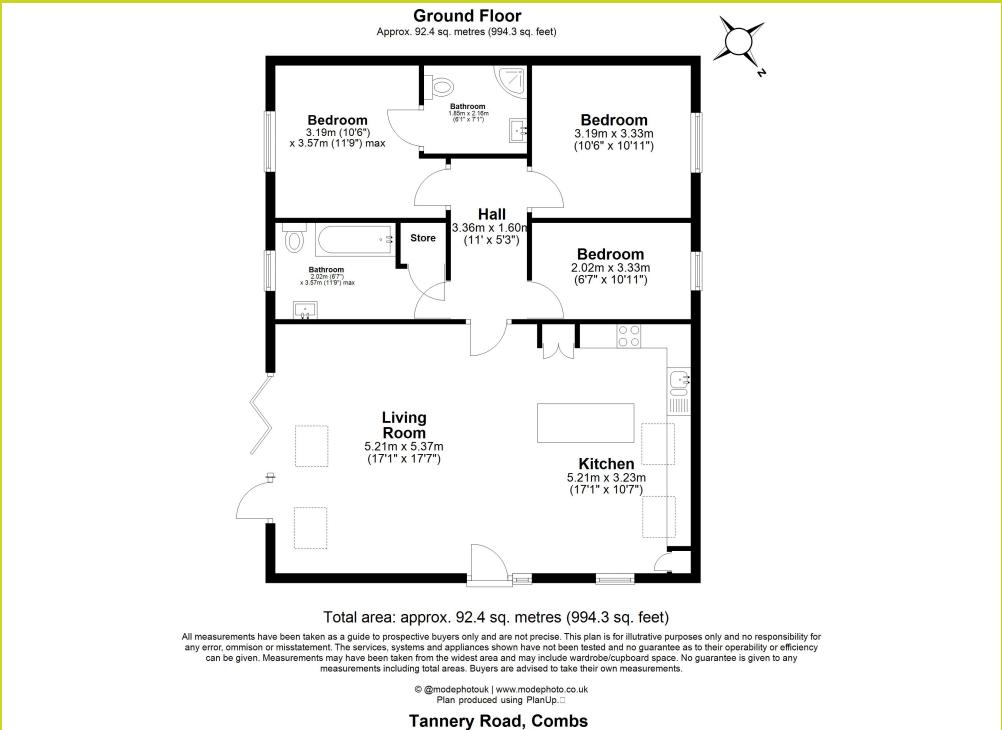 Ground Floor
Approx. 92.4 sq. metres (994.3 sq. feet)
N
Bedroom
3.19m (10'6")
x 3.57m (11'9") max
Bathroom
1.85m x 2.16m
(6'1" x 7'1")
Bedroom
3.19m x 3.33m
(10'6" x 10'11")
Hall
3.36m x 1.60m
(11' x 5'3")
Store
Bathroom
2.02m (6'7")
x 3.57m (11'9") max
Bedroom
2.02m x 3.33m
(6'7" x 10'11")
Living
Room
5.21m x 5.37m
(17'1" x 17'7")
Kitchen
5.21m x 3.23m
(17'1" x 10'7")
Total area: approx. 92.4 sq. metres (994.3 sq. feet)
All measurements have been taken as a guide to prospective buyers only and are not precise. This plan is for illutrative purposes only and no responsibility for
any error, ommison or misstatement. The services, systems and appliances shown have not been tested and no guarantee as to their operability or efficiency
can be given. Measurements may have been taken from the widest area and may include wardrobe/cupboard space. No guarantee is given to any
measurements including total areas. Buyers are advised to take their own measurements.
© @modephotouk | www.modephoto.co.uk
Plan produced using PlanUp.
Tannery Road, Combs